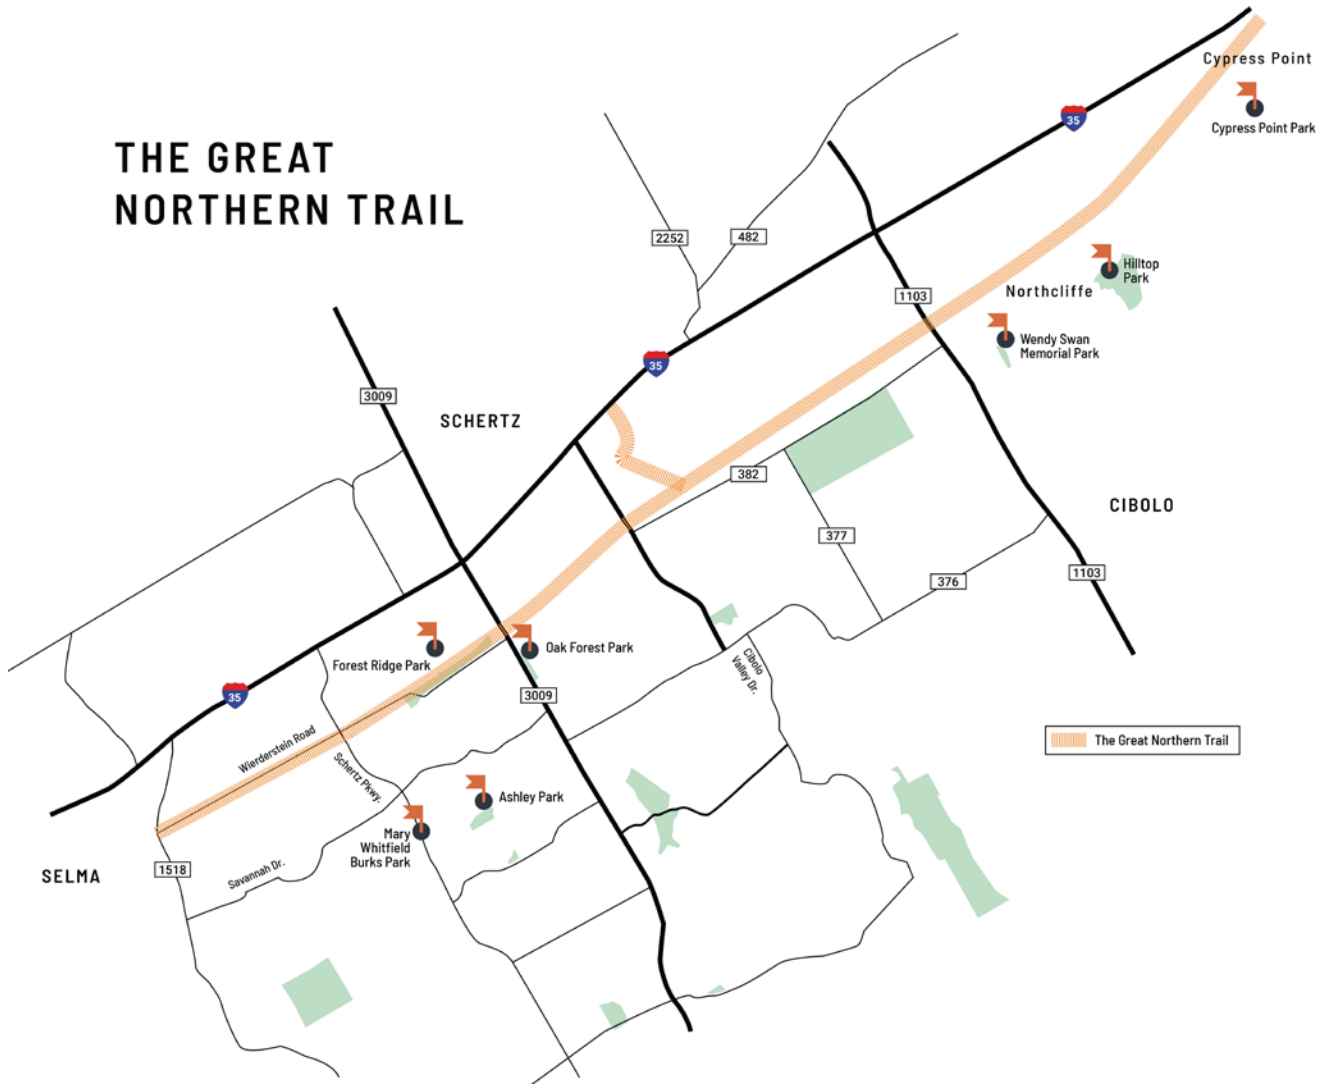 THE GREAT
NORTHERN TRAIL
Cypress Point
Cypress Point Park
35
2252
482
Hilltop
Park
Northcliffe
1103
Wendy Swan
Memorial Park
35
3009
SCHERTZ
382
CIBOLO
377
376
1103
Forest Ridge Park
Oak Forest Park
Cibolo
Valley Dr.
35
3009
Wierderstein Road
The Great Northern Trail
Schertz Pkwy.
Ashley Park
Mary
Whitfield
Burks Park
SELMA
1518
Savannah Dr.